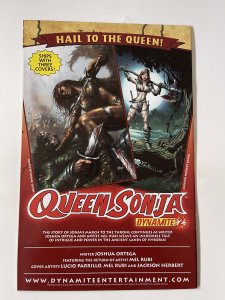 HAIL TO THE QUEEN!
SHIPS
WITH
THREE
COVERS!
QUEEN SONJA
DYNAMITE 2
THE STORY OF SONJA'S MARCH TO THE THRONE CONTINUES AS WRITER
JOSHUA ORTEGA AND ARTIST MEL RUBI WEAVE AN INCREDIBLE TALE
OF INTRIGUE AND POWER IN THE ANCIENT LANDS OF HYRKANIA!
WRITER JOSHUA ORTEGA
FEATURING THE RETURN OF ARTIST MEL RUBI
COVER ARTISTS LUCIO PARRILLO, MEL RUBI AND JACKSON HERBERT
WWW.DYNAMITEENTERTAINMENT.COM